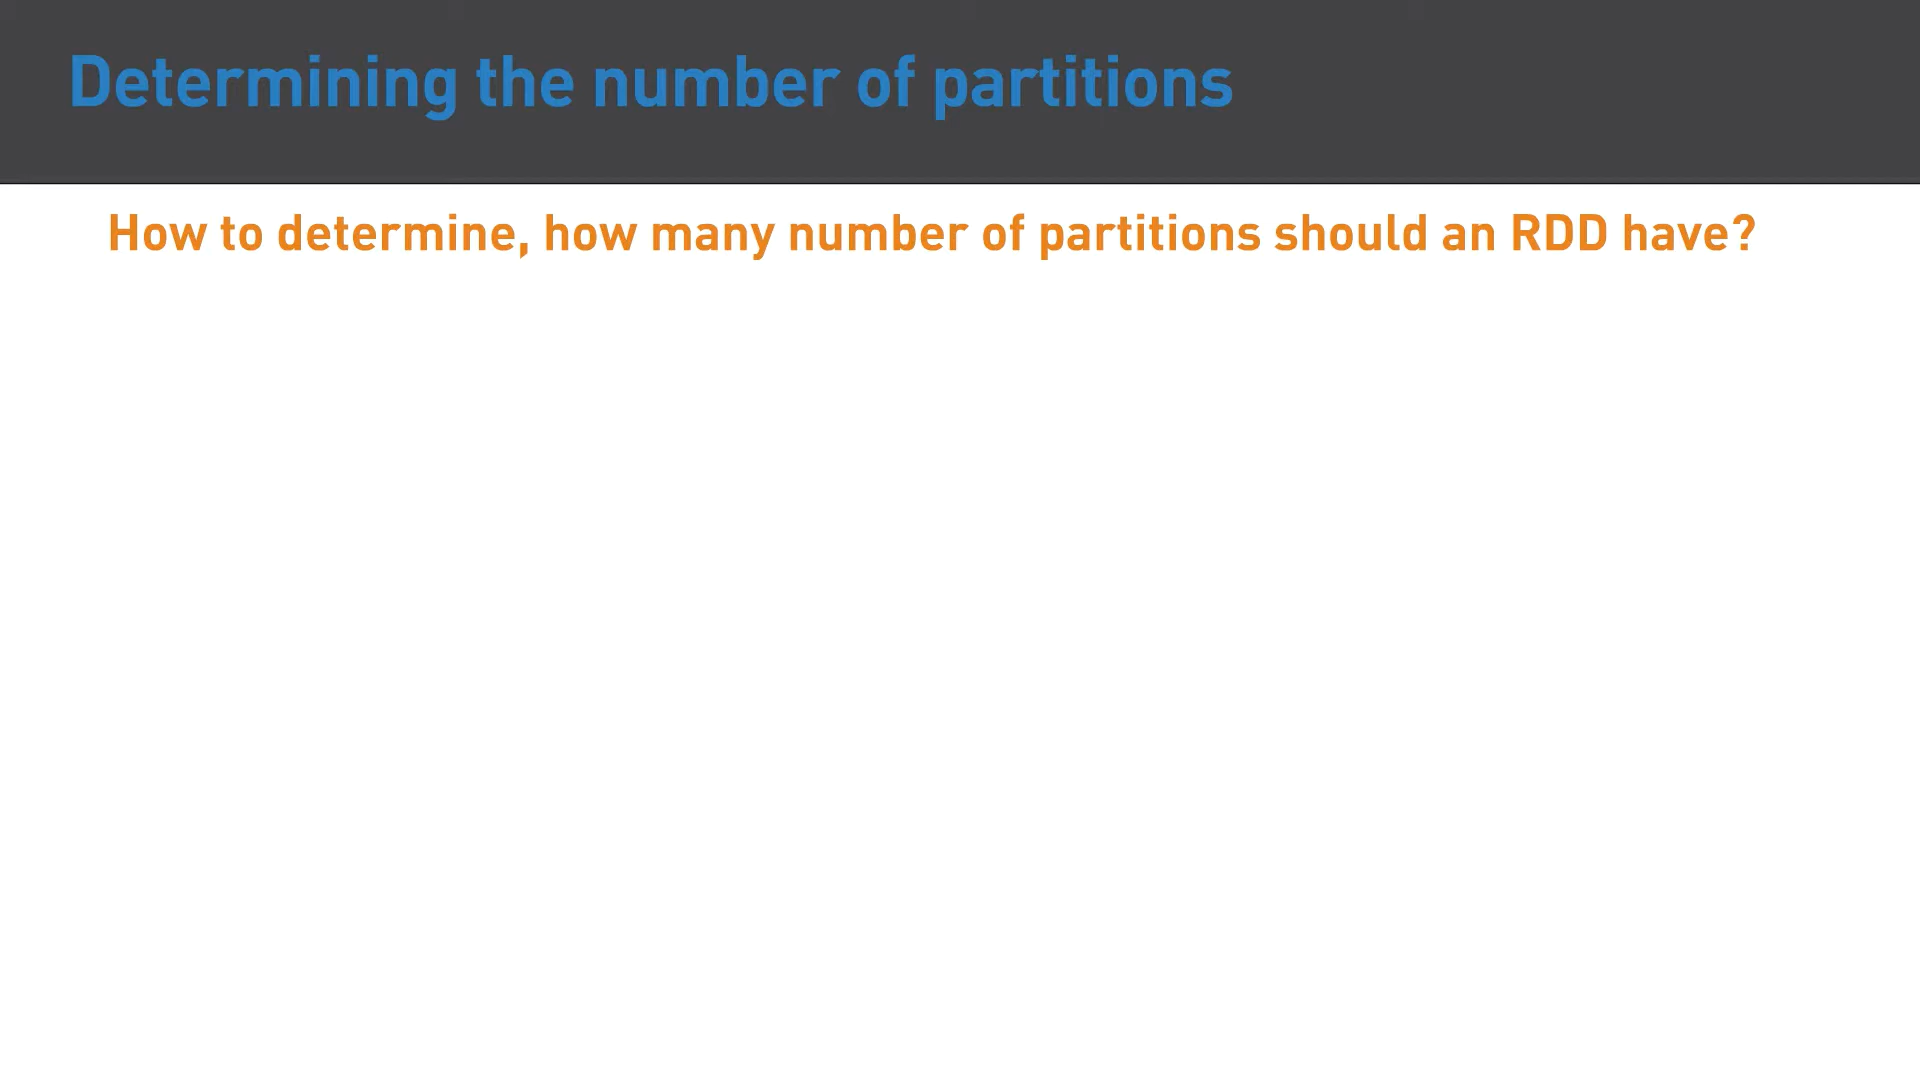 Determining the number of partitions
How to determine, how many number of partitions should an RDD have?